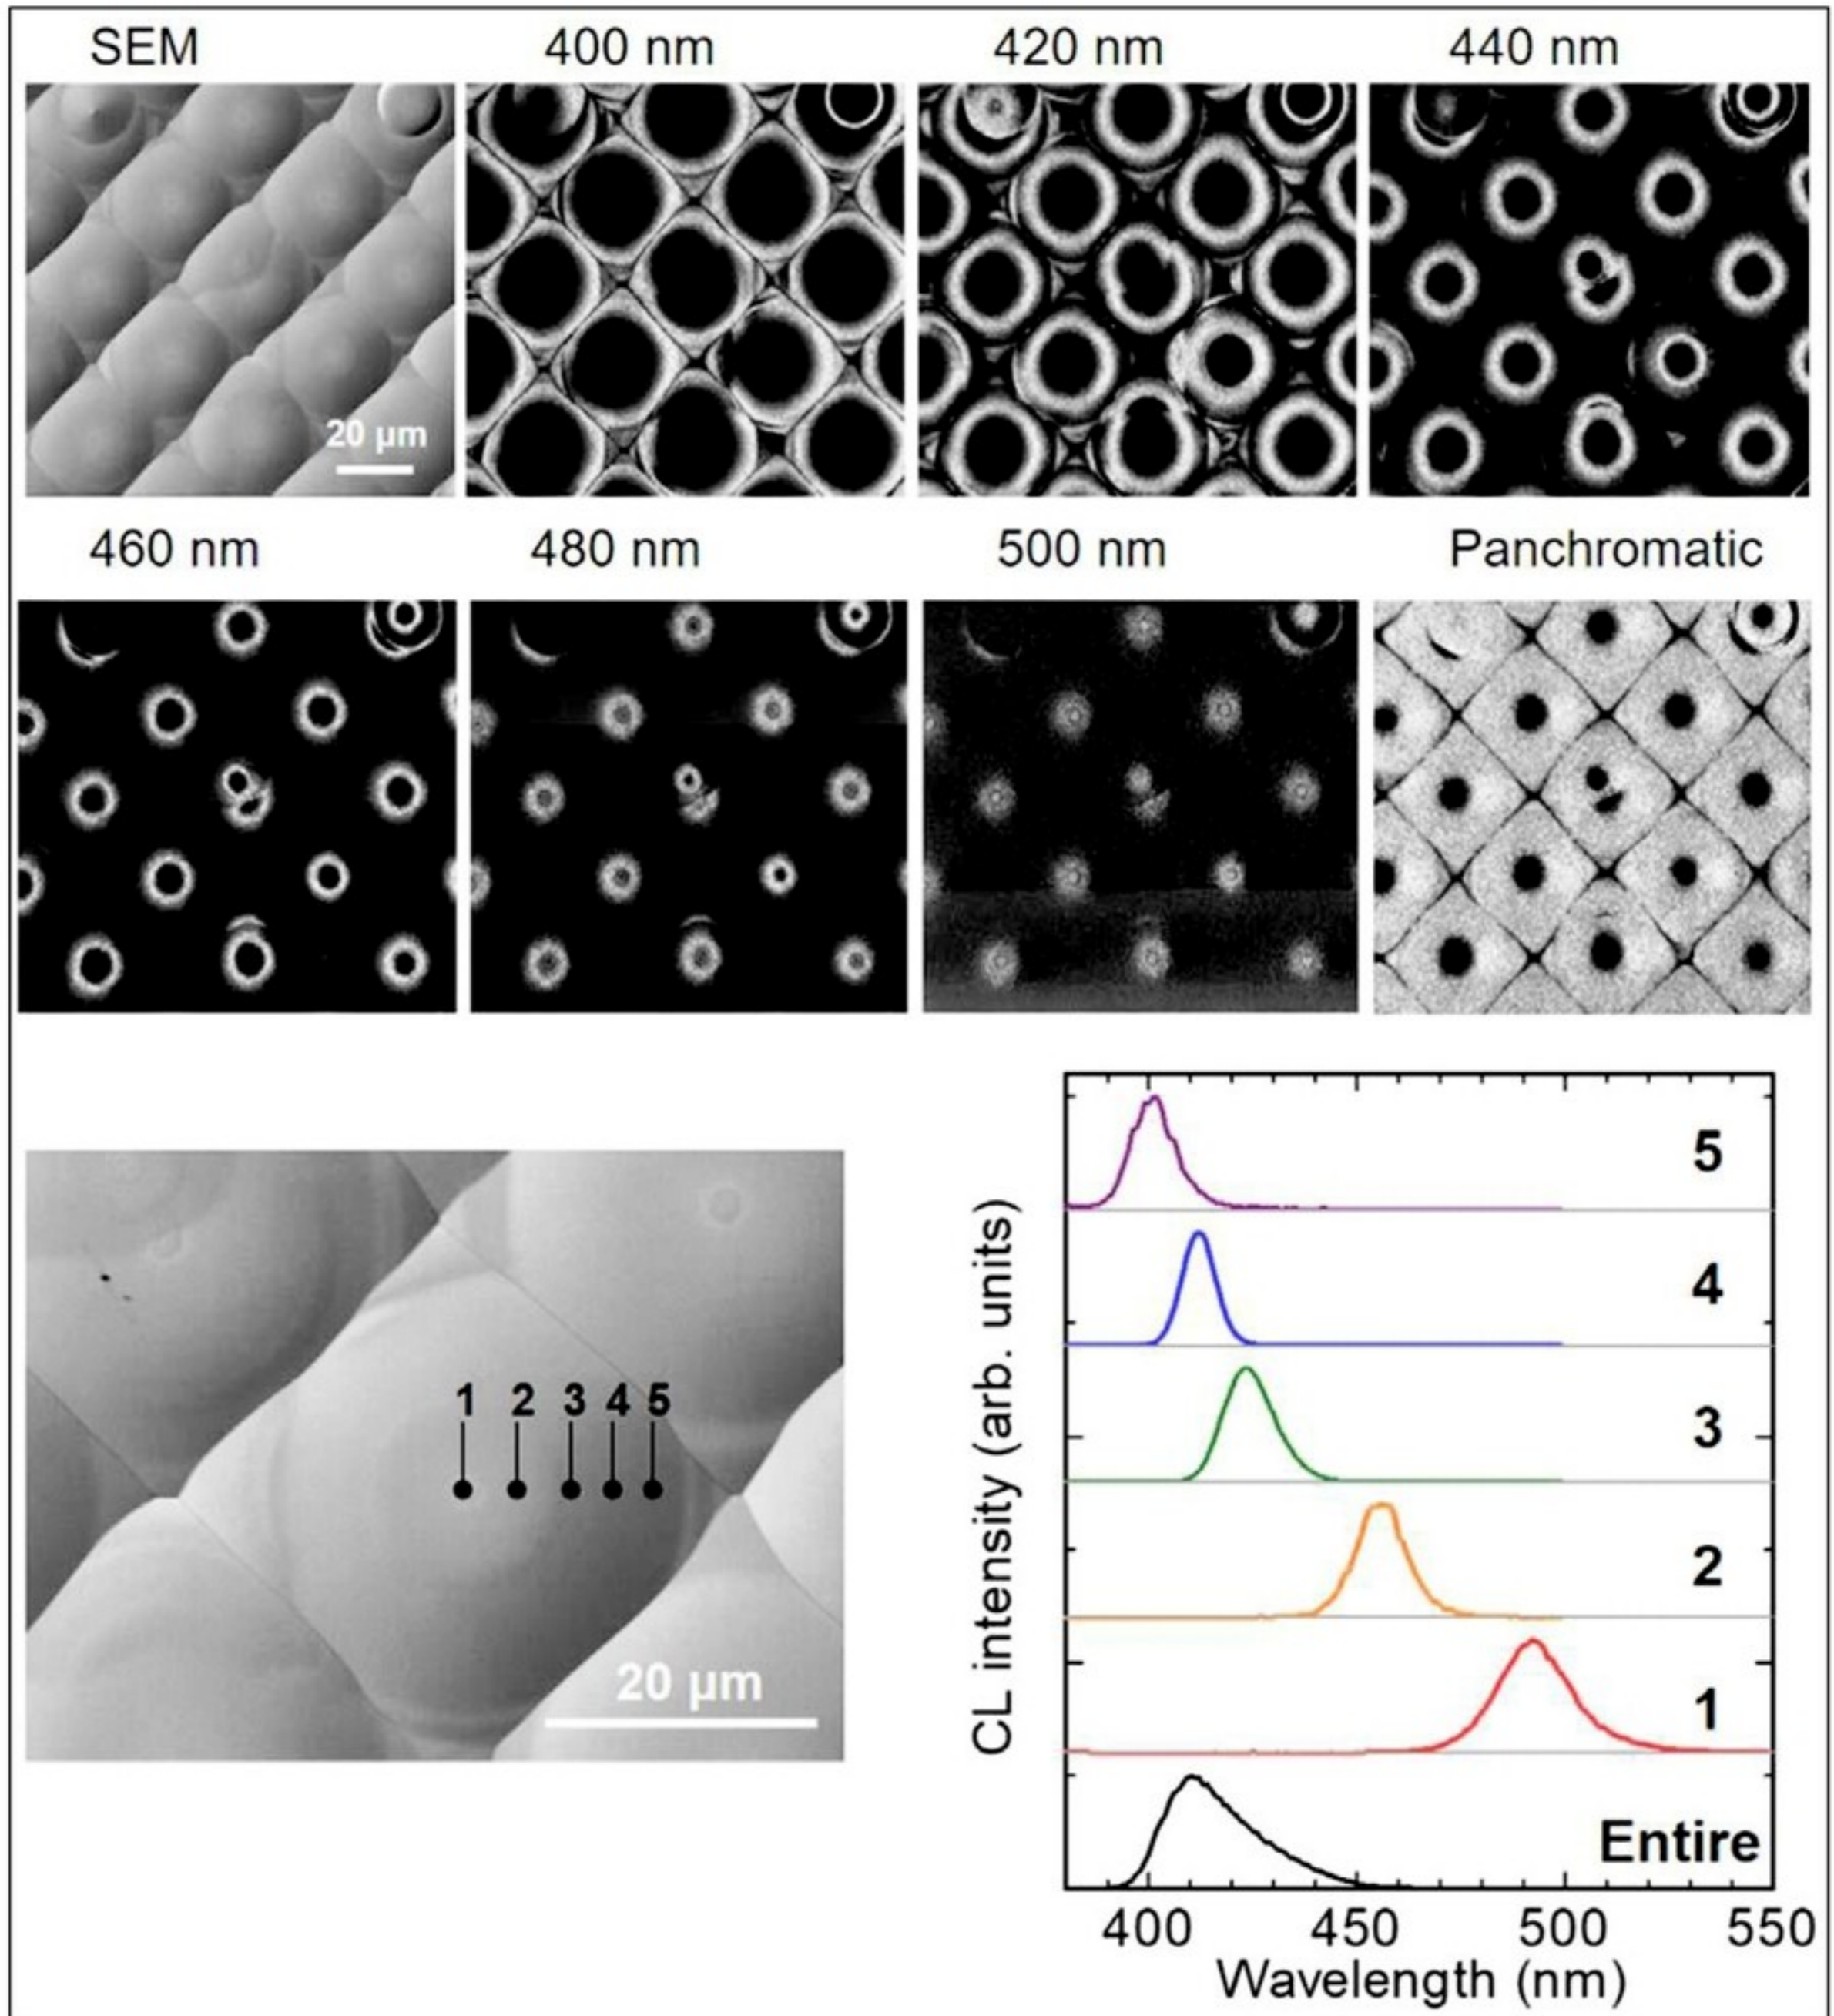 SEM 400 nm 420 nm 440 nm
20 µm
460 nm 480 nm 500 nm Panchromatic
1 2 3 4 5
20 µm
CL intensity (arb. units)
5
4
3
2
1
Entire
400 450 500 550
Wavelength (nm)